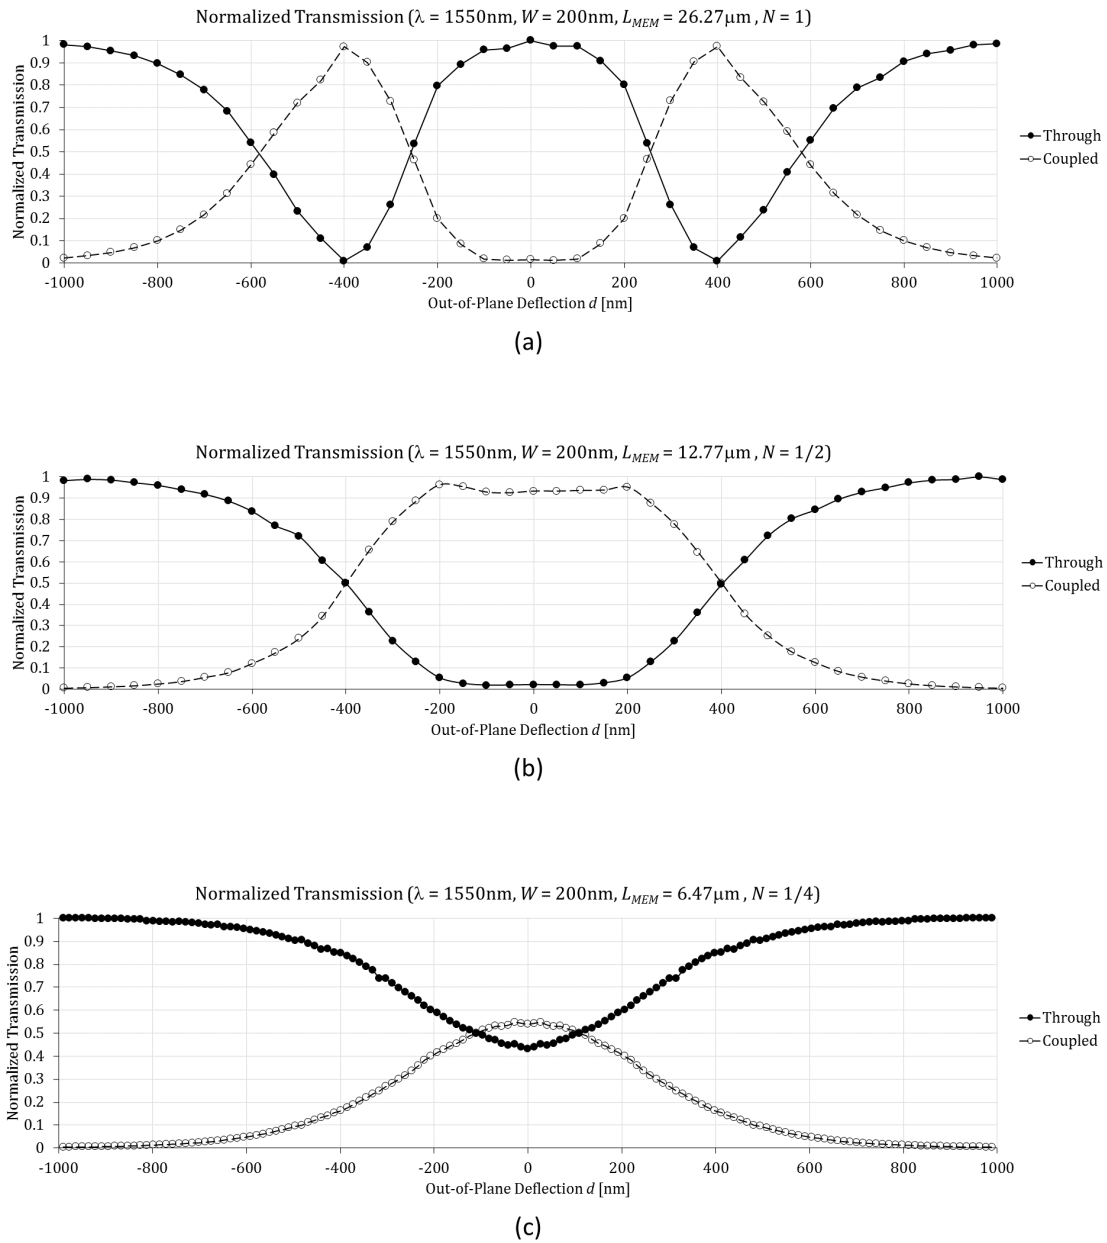 Normalized Transmission (λ = 1550nm, W = 200nm, L_MEM = 26.27μm, N = 1)
Normalized Transmission
1
0.9
0.8
0.7
0.6
0.5
0.4
0.3
0.2
0.1
0
-1000 -800 -600 -400 -200 0 200 400 600 800 1000
Out-of-Plane Deflection d [nm]
Through
Coupled
(a)
Normalized Transmission (λ = 1550nm, W = 200nm, L_MEM = 12.77μm , N = 1/2)
Normalized Transmission
1
0.9
0.8
0.7
0.6
0.5
0.4
0.3
0.2
0.1
0
-1000 -800 -600 -400 -200 0 200 400 600 800 1000
Out-of-Plane Deflection d [nm]
Through
Coupled
(b)
Normalized Transmission (λ = 1550nm, W = 200nm, L_MEM = 6.47μm , N = 1/4)
Normalized Transmission
1
0.9
0.8
0.7
0.6
0.5
0.4
0.3
0.2
0.1
0
-1000 -800 -600 -400 -200 0 200 400 600 800 1000
Out-of-Plane Deflection d [nm]
Through
Coupled
(c)